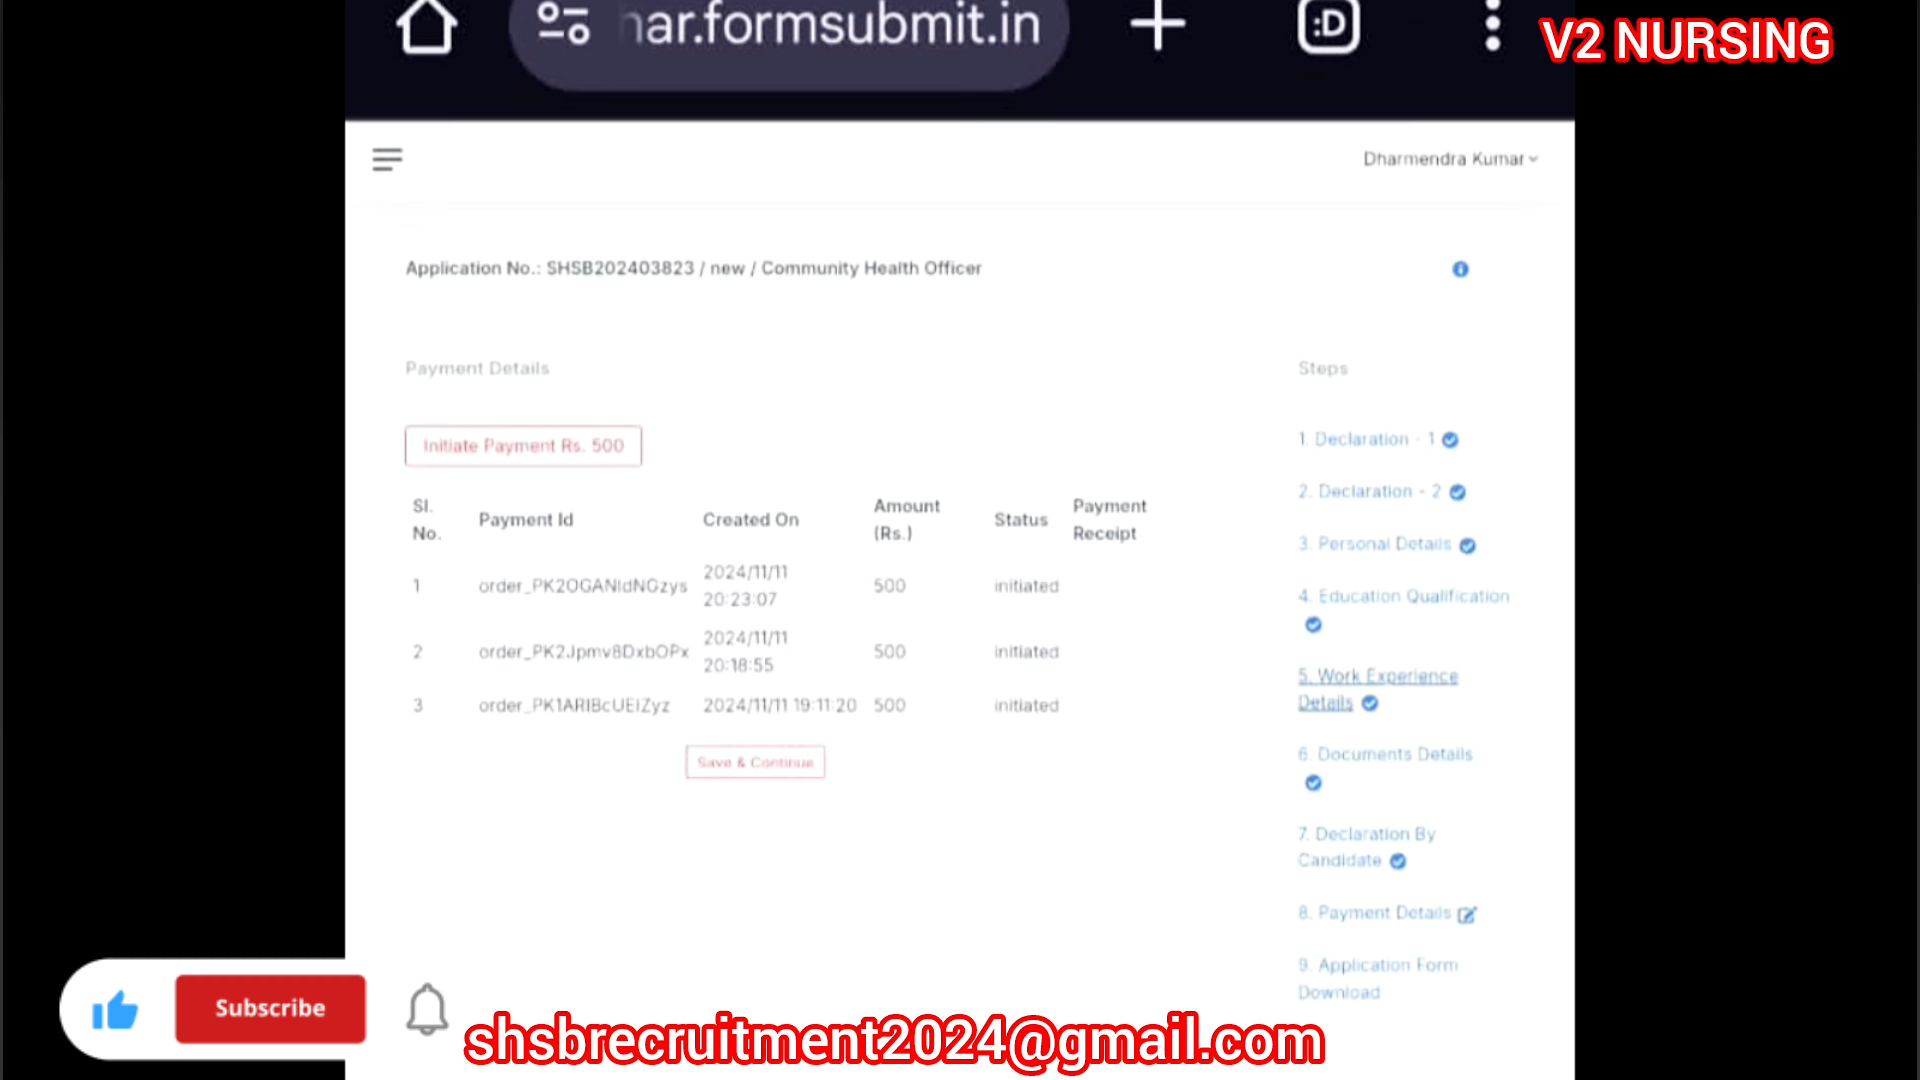 nar.formsubmit.in
:D
V2 NURSING
Dharmendra Kumar
Application No.: SHSB202403823 / new / Community Health Officer
Payment Details
Initiate Payment Rs. 500
Sl. No. Payment Id Created On Amount (Rs.) Status Payment Receipt
1 order_PK2OGANIdNGzys 2024/11/11 20:23:07 500 initiated
2 order_PK2Jpmv8DxbOPx 2024/11/11 20:18:55 500 initiated
3 order_PK1ARIBcUEIZyz 2024/11/11 19:11:20 500 initiated
Save & Continue
Steps
1. Declaration - 1
2. Declaration - 2
3. Personal Details
4. Education Qualification
5. Work Experience
Details
6. Documents Details
7. Declaration By
Candidate
8. Payment Details
9. Application Form
Download
Subscribe
shsbrecruitment2024@gmail.com